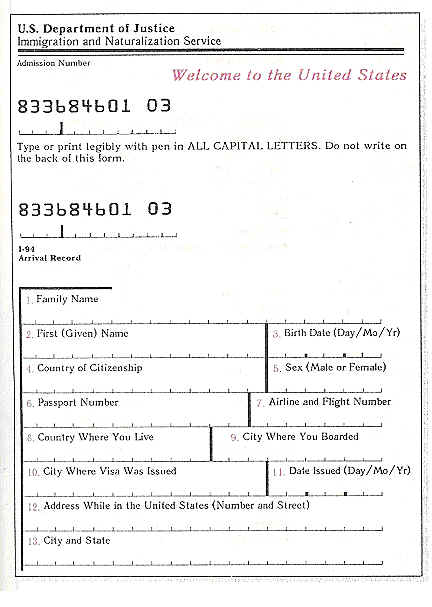 U.S. Department of Justice
Immigration and Naturalization Service
Admission Number
Welcome to the United States
833684601 03
Type or print legibly with pen in ALL CAPITAL LETTERS. Do not write on
the back of this form.
833684601 03
I-94
Arrival Record
1. Family Name
2. First (Given) Name
3. Birth Date (Day/Mo/Yr)
4. Country of Citizenship
5. Sex (Male or Female)
6. Passport Number
7. Airline and Flight Number
8. Country Where You Live
9. City Where You Boarded
10. City Where Visa Was Issued
11. Date Issued (Day/Mo/Yr)
12. Address While in the United States (Number and Street)
13. City and State